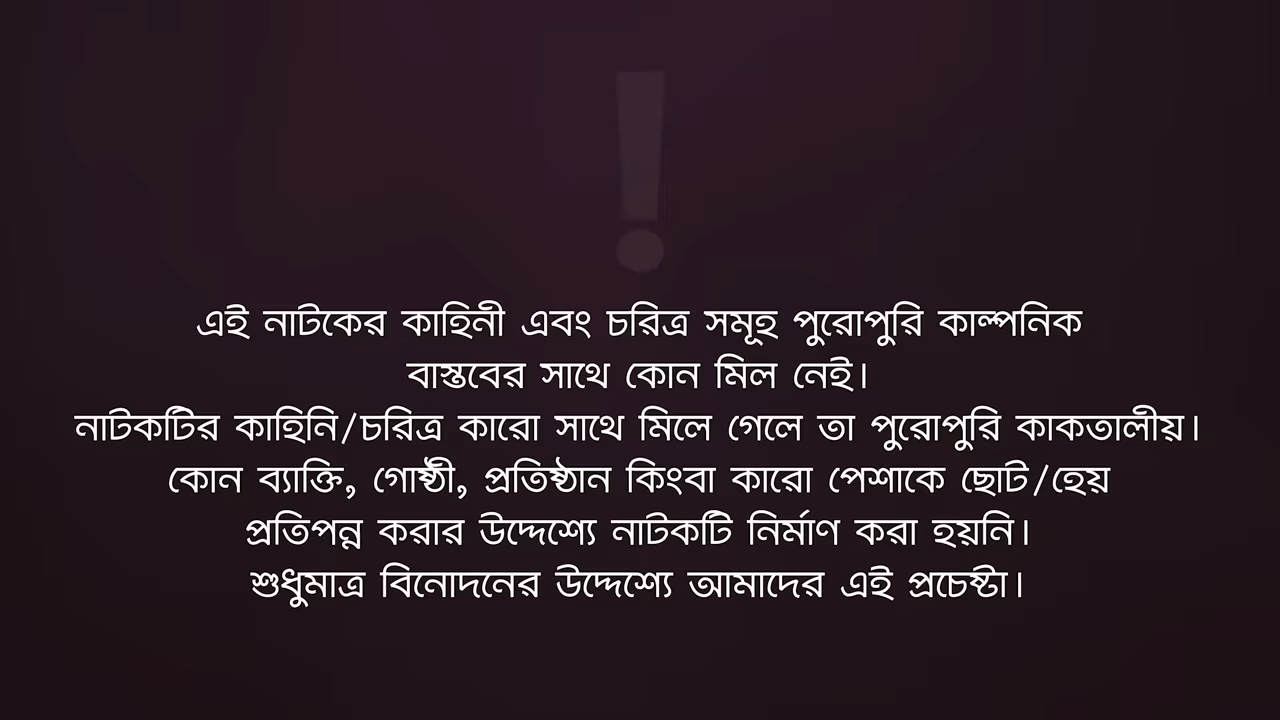 এই নাটকের কাহিনী এবং চরিত্র সমূহ পুরোপুরি কাল্পনিক
বাস্তবের সাথে কোন মিল নেই।
নাটকটির কাহিনি/চরিত্র কারো সাথে মিলে গেলে তা পুরোপুরি কাকতালীয়।
কোন ব্যাক্তি, গোষ্ঠী, প্রতিষ্ঠান কিংবা কারো পেশাকে ছোট/হেয়
প্রতিপন্ন করার উদ্দেশ্যে নাটকটি নির্মাণ করা হয়নি।
শুধুমাত্র বিনোদনের উদ্দেশ্যে আমাদের এই প্রচেষ্টা।